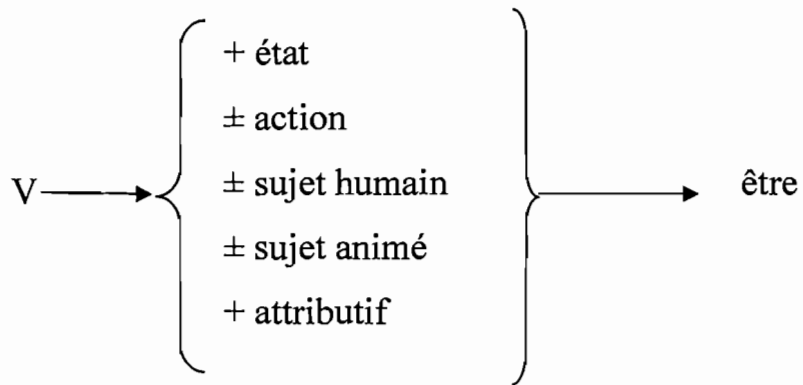 + état
± action
V ± sujet humain être
± sujet animé
+ attributif